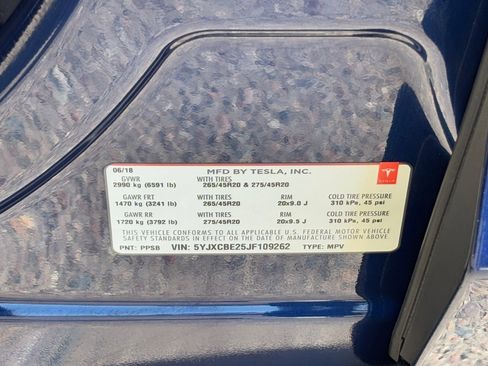 06/18 MFD BY TESLA, INC.
GVWR WITH TIRES
2990 kg (6591 lb) 265/45R20 & 275/45R20
GAWR FRT WITH TIRES RIM COLD TIRE PRESSURE
1470 kg (3241 lb) 265/45R20 20x9.0 J 310 kPa, 45 psi
GAWR RR WITH TIRES RIM COLD TIRE PRESSURE
1720 kg (3792 lb) 275/45R20 20x9.5 J 310 kPa, 45 psi
THIS VEHICLE CONFORMS TO ALL APPLICABLE U.S. FEDERAL MOTOR VEHICLE
SAFETY STANDARDS IN EFFECT ON THE DATE OF MANUFACTURE SHOWN ABOVE.
PNT: PPSB VIN: 5YJXCBE25JF109262 TYPE: MPV